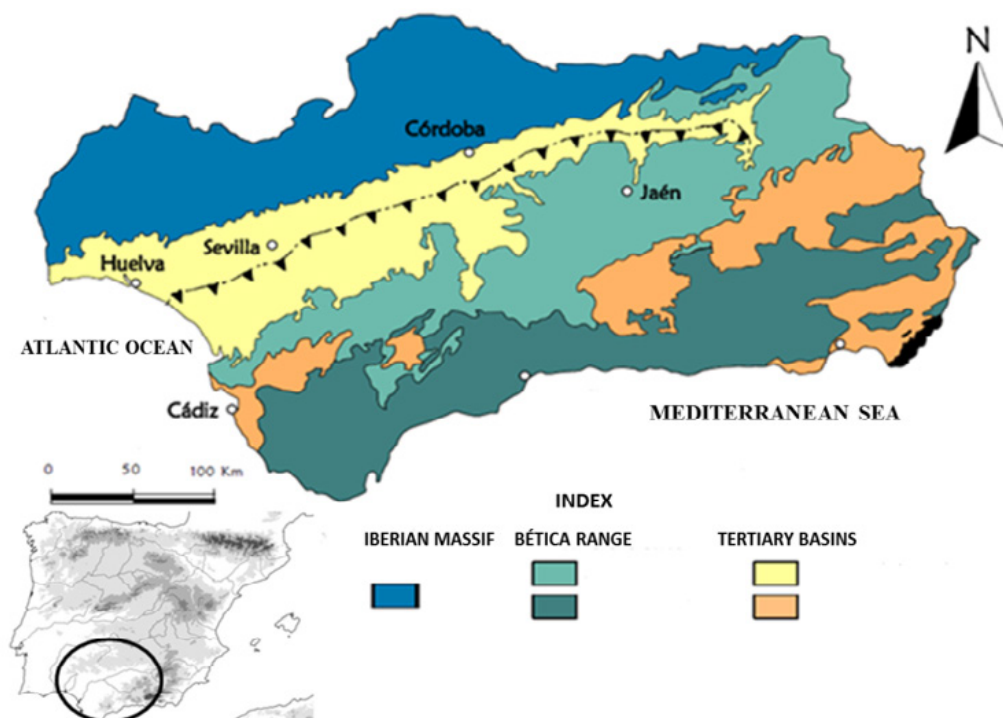 N
Córdoba
Jaén
Sevilla
Huelva
ATLANTIC OCEAN
Cádiz
MEDITERRANEAN SEA
0 50 100 Km
INDEX
IBERIAN MASSIF BÉTICA RANGE TERTIARY BASINS